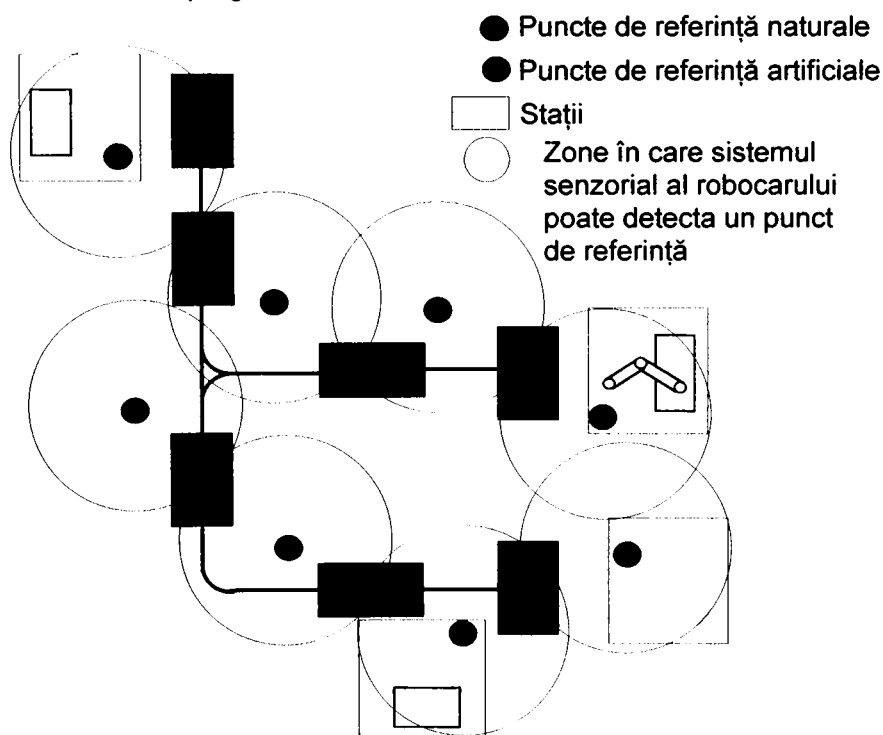 Puncte de referință naturale
Puncte de referință artificiale
Stații
Zone în care sistemul
senzorial al robocarului
poate detecta un punct
de referință